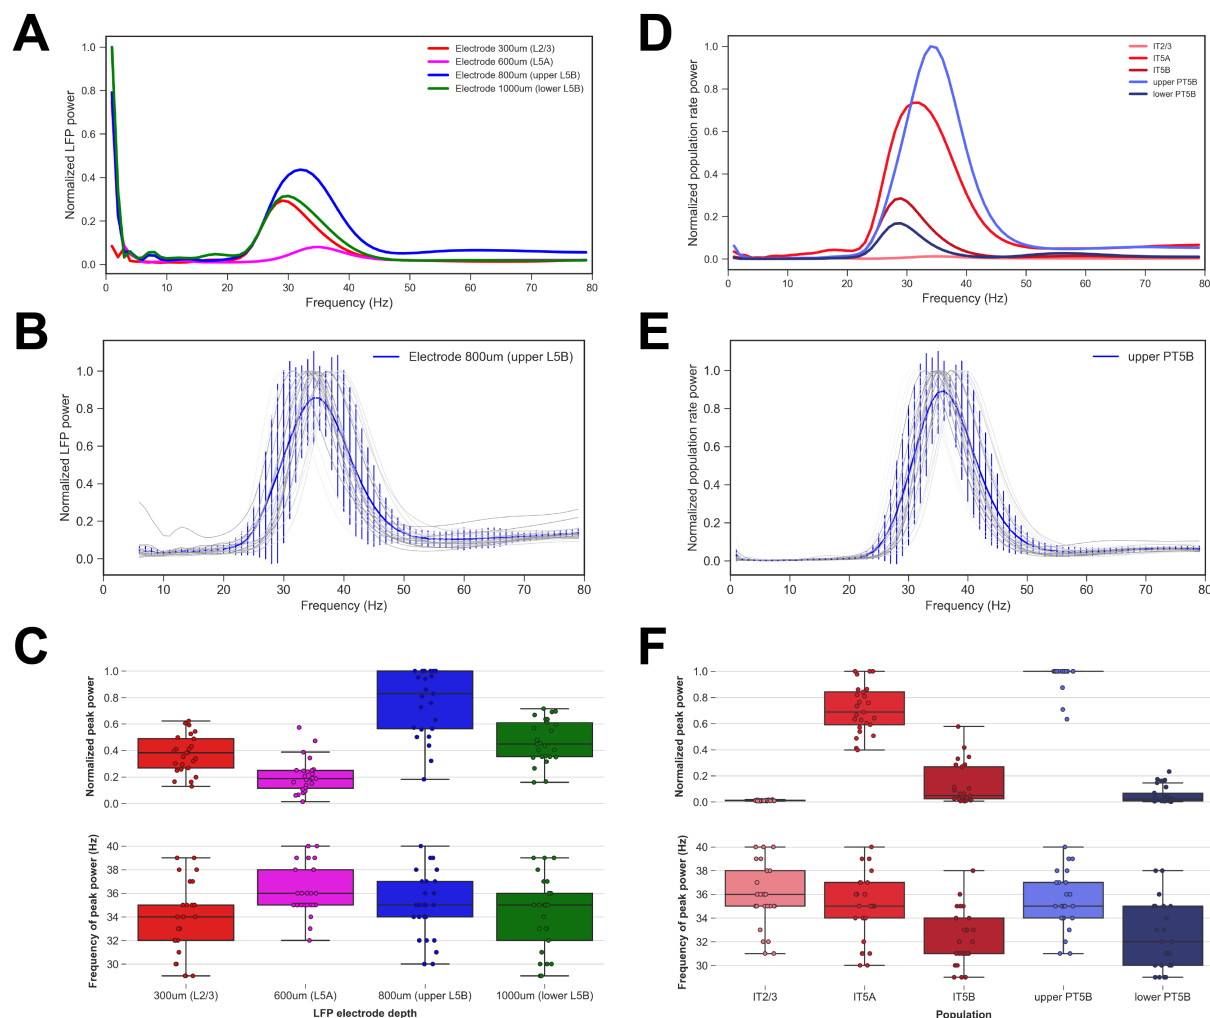 A
Normalized LFP power
1.0
0.8
0.6
0.4
0.2
0.0
Electrode 300um (L2/3)
Electrode 600um (L5A)
Electrode 800um (upper L5B)
Electrode 1000um (lower L5B)
0 10 20 30 40 50 60 70 80
Frequency (Hz)
D
Normalized population rate power
1.0
0.8
0.6
0.4
0.2
0.0
IT2/3
IT5A
IT5B
upper PT5B
lower PT5B
0 10 20 30 40 50 60 70 80
Frequency (Hz)
B
Normalized LFP power
1.0
0.8
0.6
0.4
0.2
0.0
Electrode 800um (upper L5B)
0 10 20 30 40 50 60 70 80
Frequency (Hz)
E
Normalized population rate power
1.0
0.8
0.6
0.4
0.2
0.0
upper PT5B
0 10 20 30 40 50 60 70 80
Frequency (Hz)
C
Normalized peak power
1.0
0.8
0.6
0.4
0.2
0.0
Frequency of peak power (Hz)
40
38
36
34
32
30
300um (L2/3) 600um (L5A) 800um (upper L5B) 1000um (lower L5B)
LFP electrode depth
F
Normalized peak power
1.0
0.8
0.6
0.4
0.2
0.0
Frequency of peak power (Hz)
40
38
36
34
32
30
IT2/3 IT5A IT5B upper PT5B lower PT5B
Population